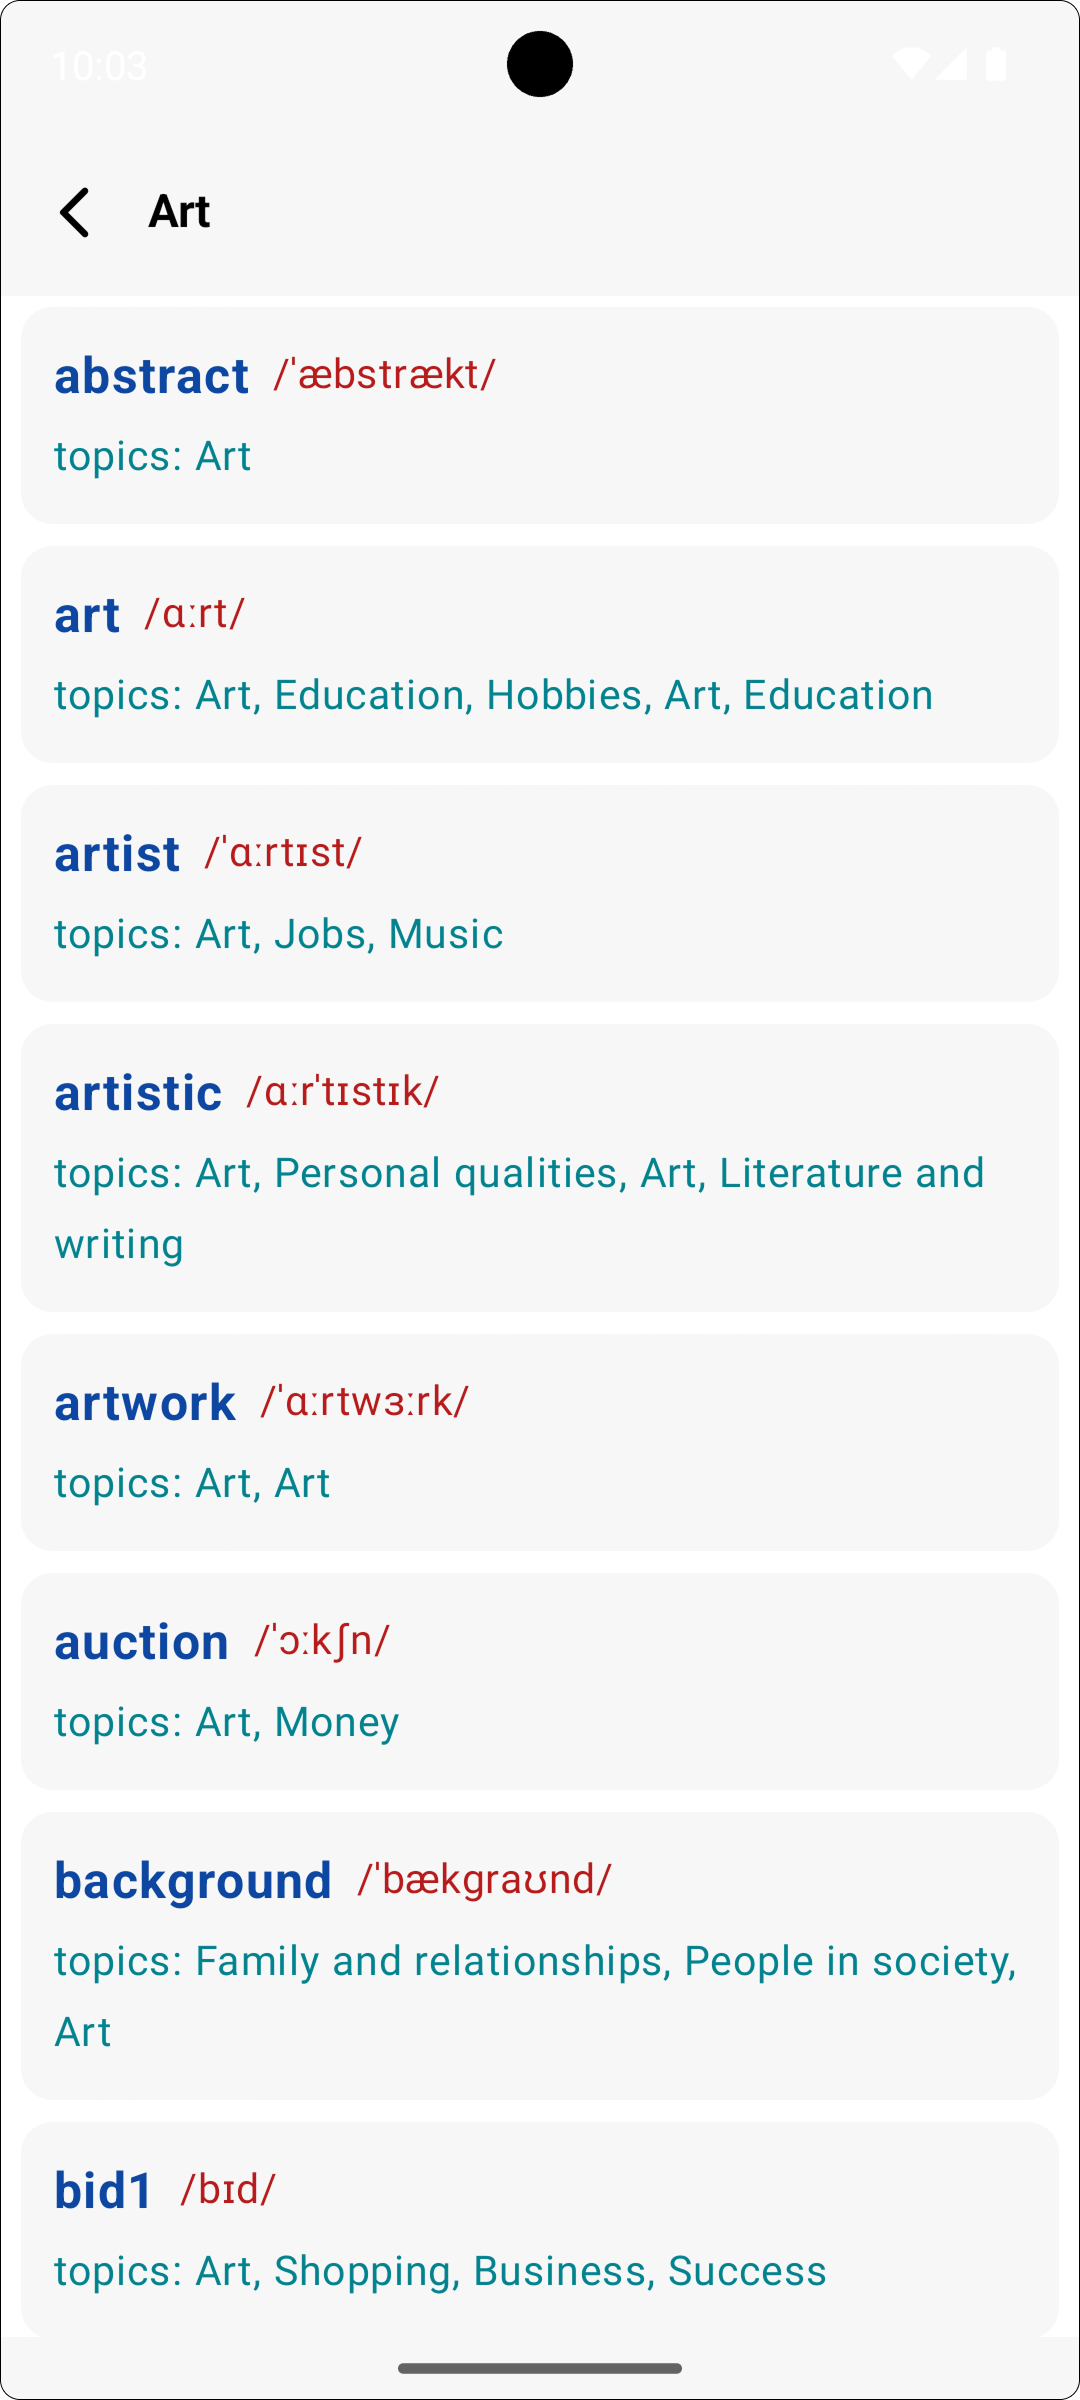 10:03
Art
abstract /ˈæbstrækt/
topics: Art
art /ɑːrt/
topics: Art, Education, Hobbies, Art, Education
artist /ˈɑːrtɪst/
topics: Art, Jobs, Music
artistic /ɑːrˈtɪstɪk/
topics: Art, Personal qualities, Art, Literature and
writing
artwork /ˈɑːrtwɜːrk/
topics: Art, Art
auction /ˈɔːkʃn/
topics: Art, Money
background /ˈbækɡraʊnd/
topics: Family and relationships, People in society,
Art
bid1 /bɪd/
topics: Art, Shopping, Business, Success